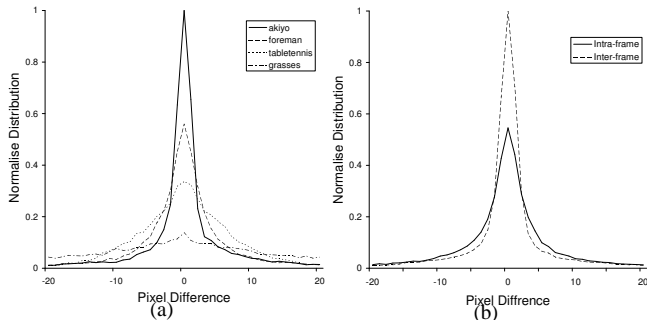 1
0.8
0.6
0.4
0.2
0
-20
-10
0
10
20
Normalise Distribution
Pixel Difference
akiyo
foreman
tabletennis
grasses
(a)
1
0.8
0.6
0.4
0.2
0
-20
-10
0
10
20
Normalise Distribution
Pixel Diffrence
Intra-frame
Inter-frame
(b)